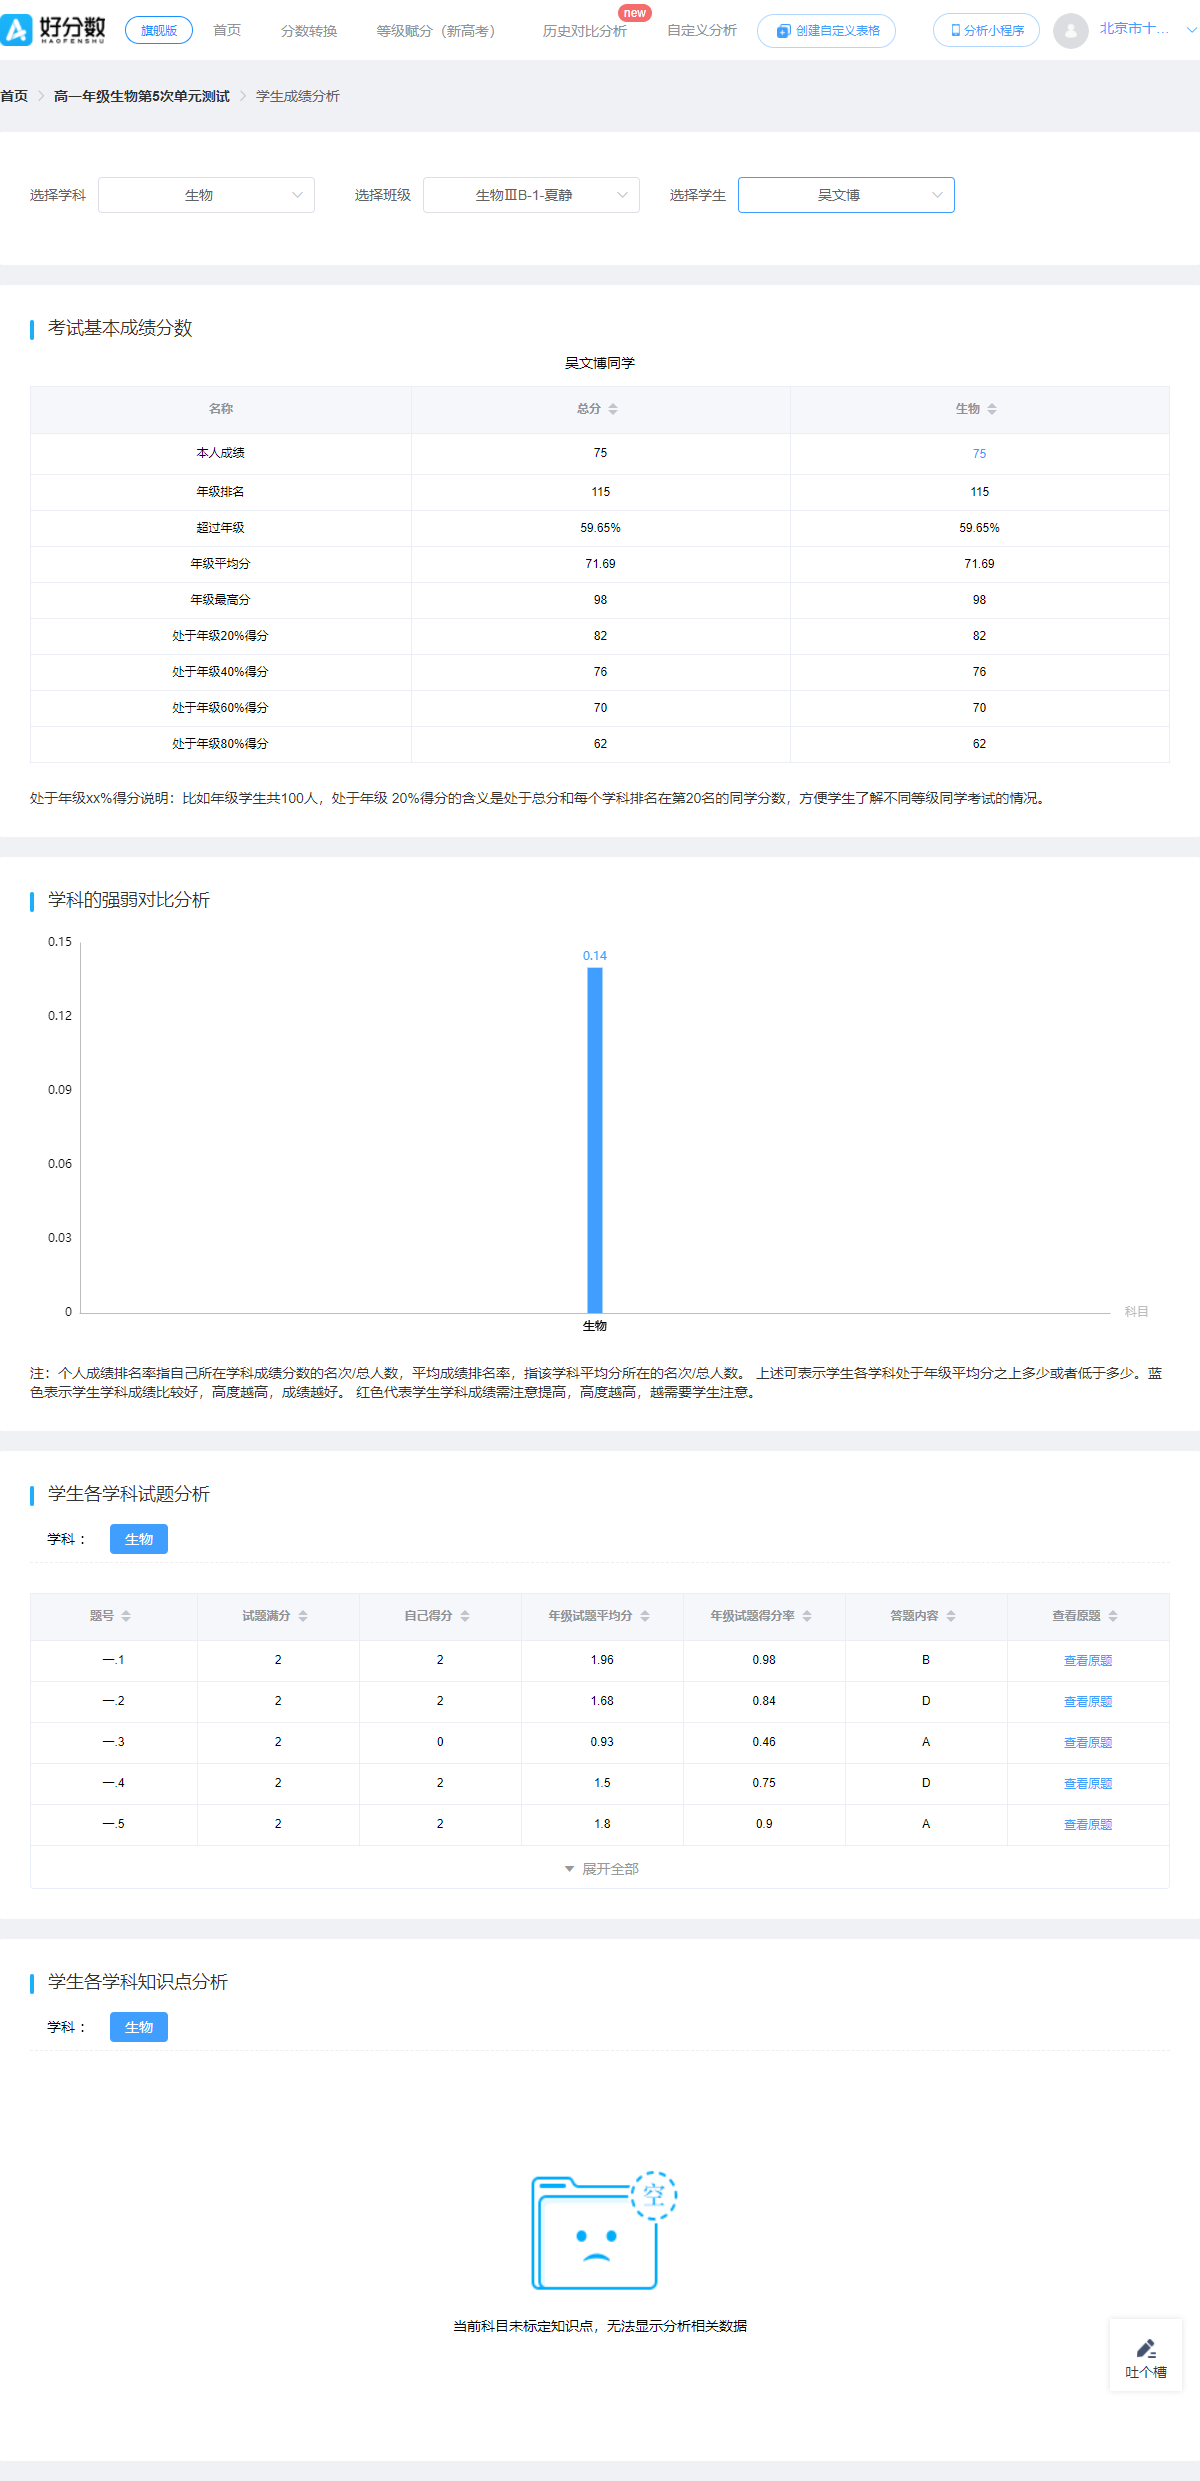 好分数
HAOFENSHU
旗舰版
首页
分数转换
等级赋分（新高考）
历史对比分析
new
自定义分析
创建自定义表格
分析小程序
北京市十...
首页 > 高一年级生物第5次单元测试 > 学生成绩分析
选择学科 生物 选择班级 生物ⅢB-1-夏静 选择学生 吴文博
考试基本成绩分数
吴文博同学
名称 总分 生物
本人成绩 75 75
年级排名 115 115
超过年级 59.65% 59.65%
年级平均分 71.69 71.69
年级最高分 98 98
处于年级20%得分 82 82
处于年级40%得分 76 76
处于年级60%得分 70 70
处于年级80%得分 62 62
处于年级xx%得分说明：比如年级学生共100人，处于年级 20%得分的含义是处于总分和每个学科排名在第20名的同学分数，方便学生了解不同等级同学考试的情况。
学科的强弱对比分析
0.15
0.14
0.12
0.09
0.06
0.03
0
科目
生物
注：个人成绩排名率指自己所在学科成绩分数的名次/总人数，平均成绩排名率，指该学科平均分所在的名次/总人数。 上述可表示学生各学科处于年级平均分之上多少或者低于多少。蓝
色表示学生学科成绩比较好，高度越高，成绩越好。 红色代表学生学科成绩需注意提高，高度越高，越需要学生注意。
学生各学科试题分析
学科： 生物
题号 试题满分 自己得分 年级试题平均分 年级试题得分率 答题内容 查看原题
一.1 2 2 1.96 0.98 B 查看原题
一.2 2 2 1.68 0.84 D 查看原题
一.3 2 0 0.93 0.46 A 查看原题
一.4 2 2 1.5 0.75 D 查看原题
一.5 2 2 1.8 0.9 A 查看原题
展开全部
学生各学科知识点分析
学科： 生物
空
当前科目未标定知识点，无法显示分析相关数据
吐个槽